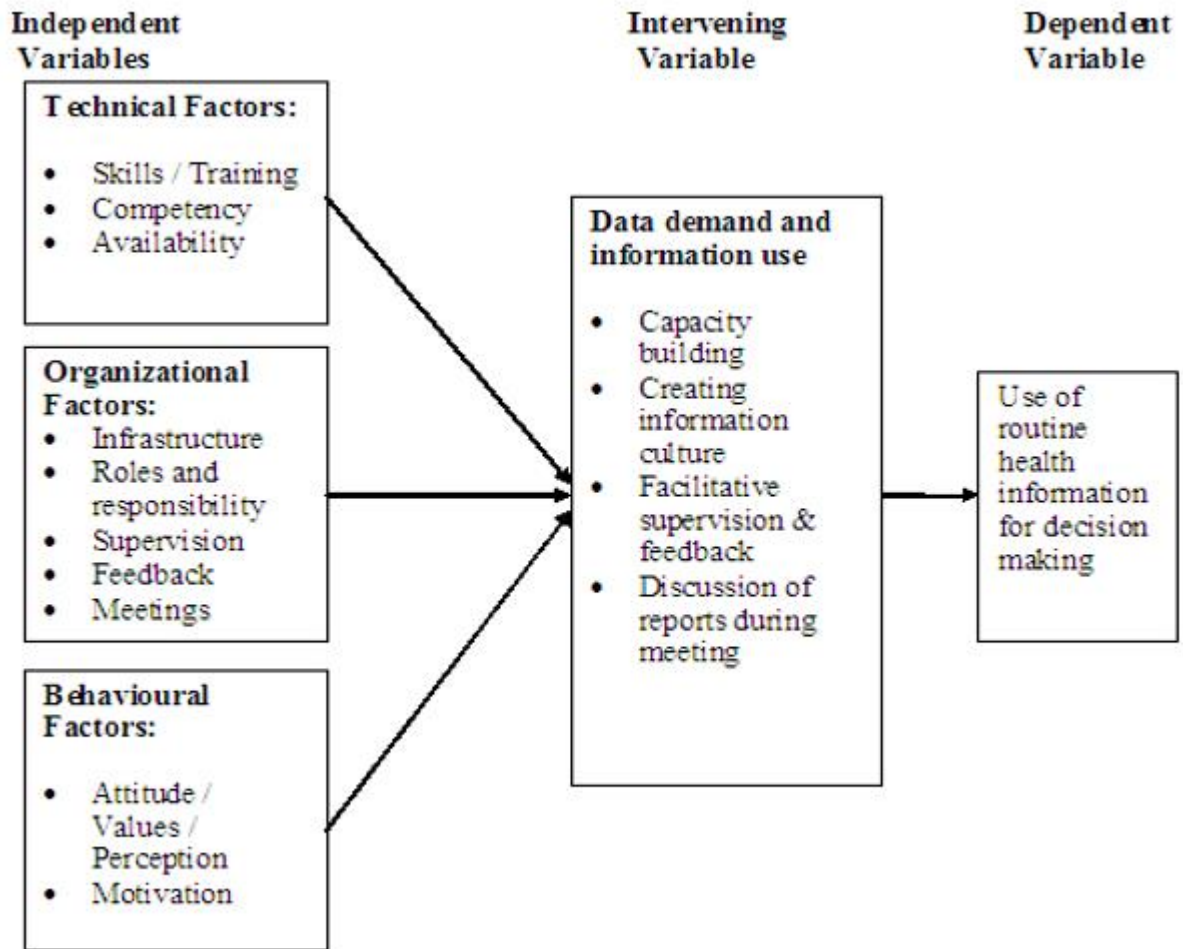 Independent
Variables
Intervening
Variable
Dependent
Variable
Technical Factors:
• Skills / Training
• Competency
• Availability
Organizational
Factors:
• Infrastructure
• Roles and
responsibility
• Supervision
• Feedback
• Meetings
Behavioural
Factors:
• Attitude /
Values /
Perception
• Motivation
Data demand and
information use
• Capacity
building
• Creating
information
culture
• Facilitative
supervision &
feedback
• Discussion of
reports during
meeting
Use of
routine
health
information
for decision
making